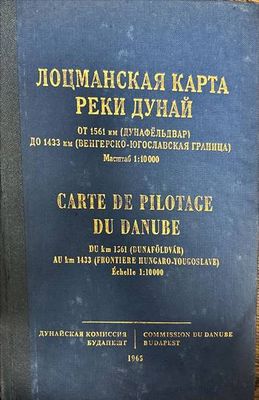 ЛОЦМАНСКАЯ КАРТА
РЕКИ ДУНАЙ
ОТ 1561 км (ДУНАФЁЛЬДВАР)
ДО 1433 км (ВЕНГЕРСКО-ЮГОСЛАВСКАЯ ГРАНИЦА)
Масштаб 1:10000
CARTE DE PILOTAGE
DU DANUBE
DU km 1561 (DUNAFÖLDVÁR)
AU km 1433 (FRONTIERE HUNGARO-YOUGOSLAVE)
Échelle 1:10000
ДУНАЙСКАЯ КОМИССИЯ
БУДАПЕШТ
COMMISSION DU DANUBE
BUDAPEST
1965